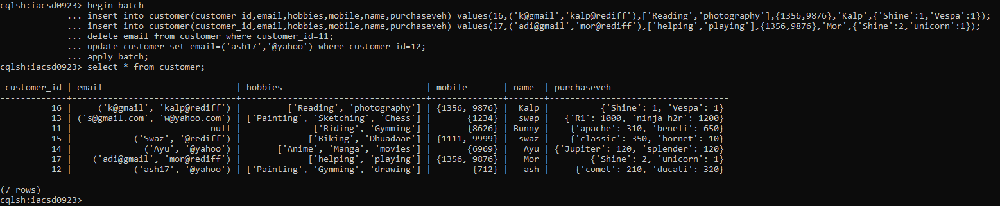 cqlsh:iacsd0923> begin batch
... insert into customer(customer_id,email,hobbies,mobile,name,purchaseveh) values(16,('k@gmail','kalp@rediff'),['Reading','photography'],{1356,9876},'Kalp',{'Shine':1,'Vespa':1});
... insert into customer(customer_id,email,hobbies,mobile,name,purchaseveh) values(17,('adi@gmail','mor@rediff'),['helping','playing'],{1356,9876},'Mor',{'Shine':2,'unicorn':1});
... delete email from customer where customer_id=11;
... update customer set email=('ash17','@yahoo') where customer_id=12;
... apply batch;
cqlsh:iacsd0923> select * from customer;
customer_id | email | hobbies | mobile | name | purchaseveh
16 | ('k@gmail', 'kalp@rediff') | ['Reading', 'photography'] | {1356, 9876} | Kalp | {'Shine': 1, 'Vespa': 1}
13 | ('s@gmail.com', 'w@yahoo.com') | ['Painting', 'Sketching', 'Chess'] | {1234} | swap | {'R1': 1000, 'ninja h2r': 1200}
11 | null | ['Riding', 'Gymming'] | {8626} | Bunny | {'apache': 310, 'beneli': 650}
15 | ('Swaz', '@rediff') | ['Biking', 'Dhuadaar'] | {1111, 9999} | swaz | {'classic': 350, 'hornet': 10}
14 | ('Ayu', '@yahoo') | ['Anime', 'Manga', 'movies'] | {6969} | Ayu | {'Jupiter': 120, 'splender': 120}
17 | ('adi@gmail', 'mor@rediff') | ['helping', 'playing'] | {1356, 9876} | Mor | {'Shine': 2, 'unicorn': 1}
12 | ('ash17', '@yahoo') | ['Painting', 'Gymming', 'drawing'] | {712} | ash | {'comet': 210, 'ducati': 320}
(7 rows)
cqlsh:iacsd0923>